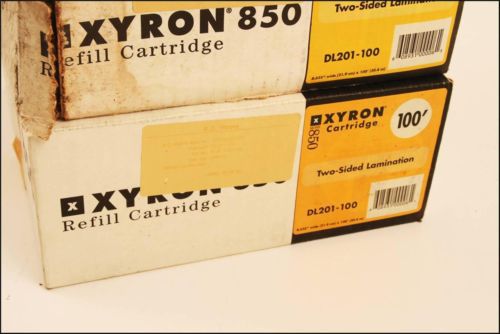 XYRON® 850
Refill Cartridge
Two-Sided Lamination
DL201-100
XYRON®
Cartridge
850
100'
Two-Sided Lamination
XYRON 850
Refill Cartridge
DL201-100